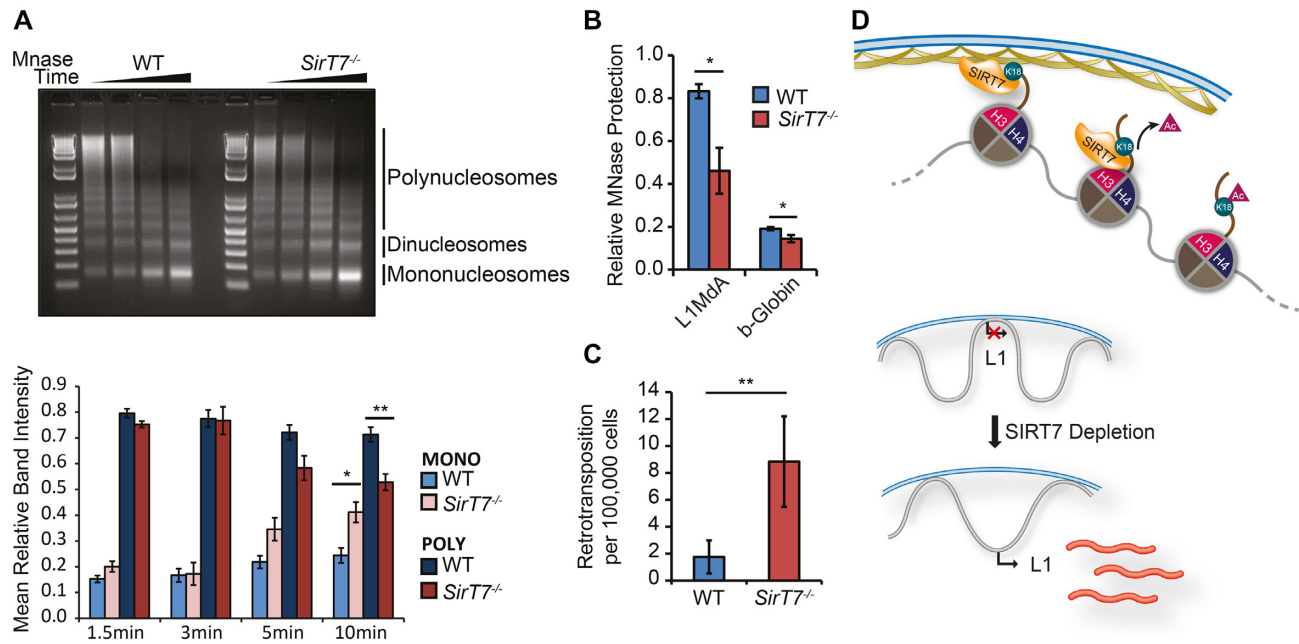 A
Mnase
Time
WT
SirT7-/-
Polynucleosomes
Dinucleosomes
Mononucleosomes
Mean Relative Band Intensity
0.9
0.8
0.7
0.6
0.5
0.4
0.3
0.2
0.1
0.0
*
**
1.5min 3min 5min 10min
MONO
WT
SirT7-/-
POLY
WT
SirT7-/-
B
Relative MNase Protection
1.0
0.8
0.6
0.4
0.2
0.0
*
*
WT
SirT7-/-
L1MdA
b-Globin
C
Retrotransposition
per 100,000 cells
14
12
10
8
6
4
2
0
**
WT SirT7-/-
D
SIRT7
K18
H3
H4
SIRT7
K18
Ac
H3
H4
K18
Ac
H3
H4
L1
SIRT7 Depletion
L1